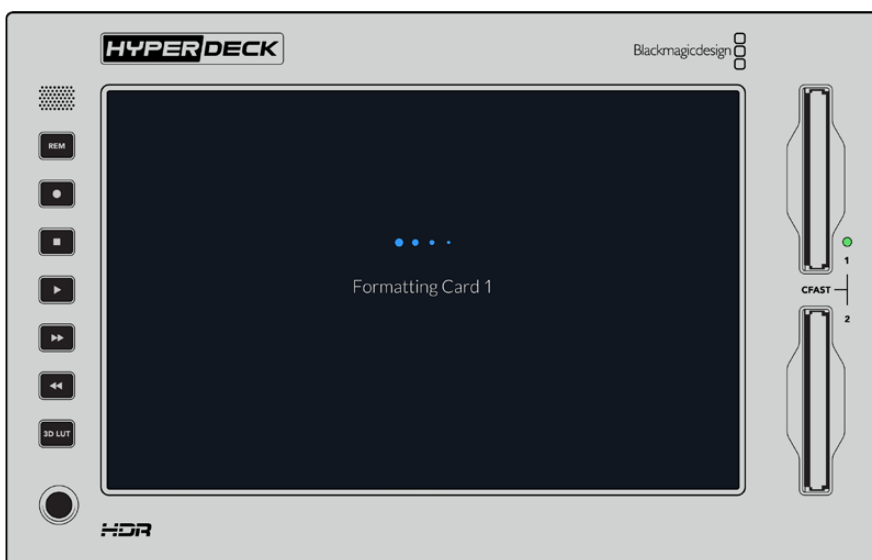 HYPERDECK
Blackmagicdesign
REM
Formatting Card 1
1
CFAST
2
3D LUT
HDR